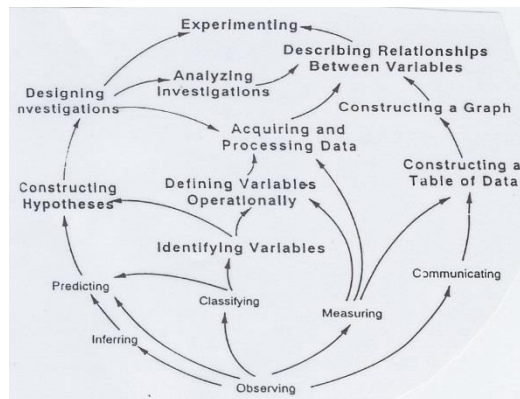 Experimenting
Describing Relationships
Between Variables
Analyzing
Investigations
Designing
nvestigations
Constructing a Graph
Acquiring and
Processing Data
Constructing a
Table of Data
Defining Variables
Operationally
Constructing
Hypotheses
Identifying Variables
Communicating
Predicting
Classifying
Measuring
Inferring
Observing